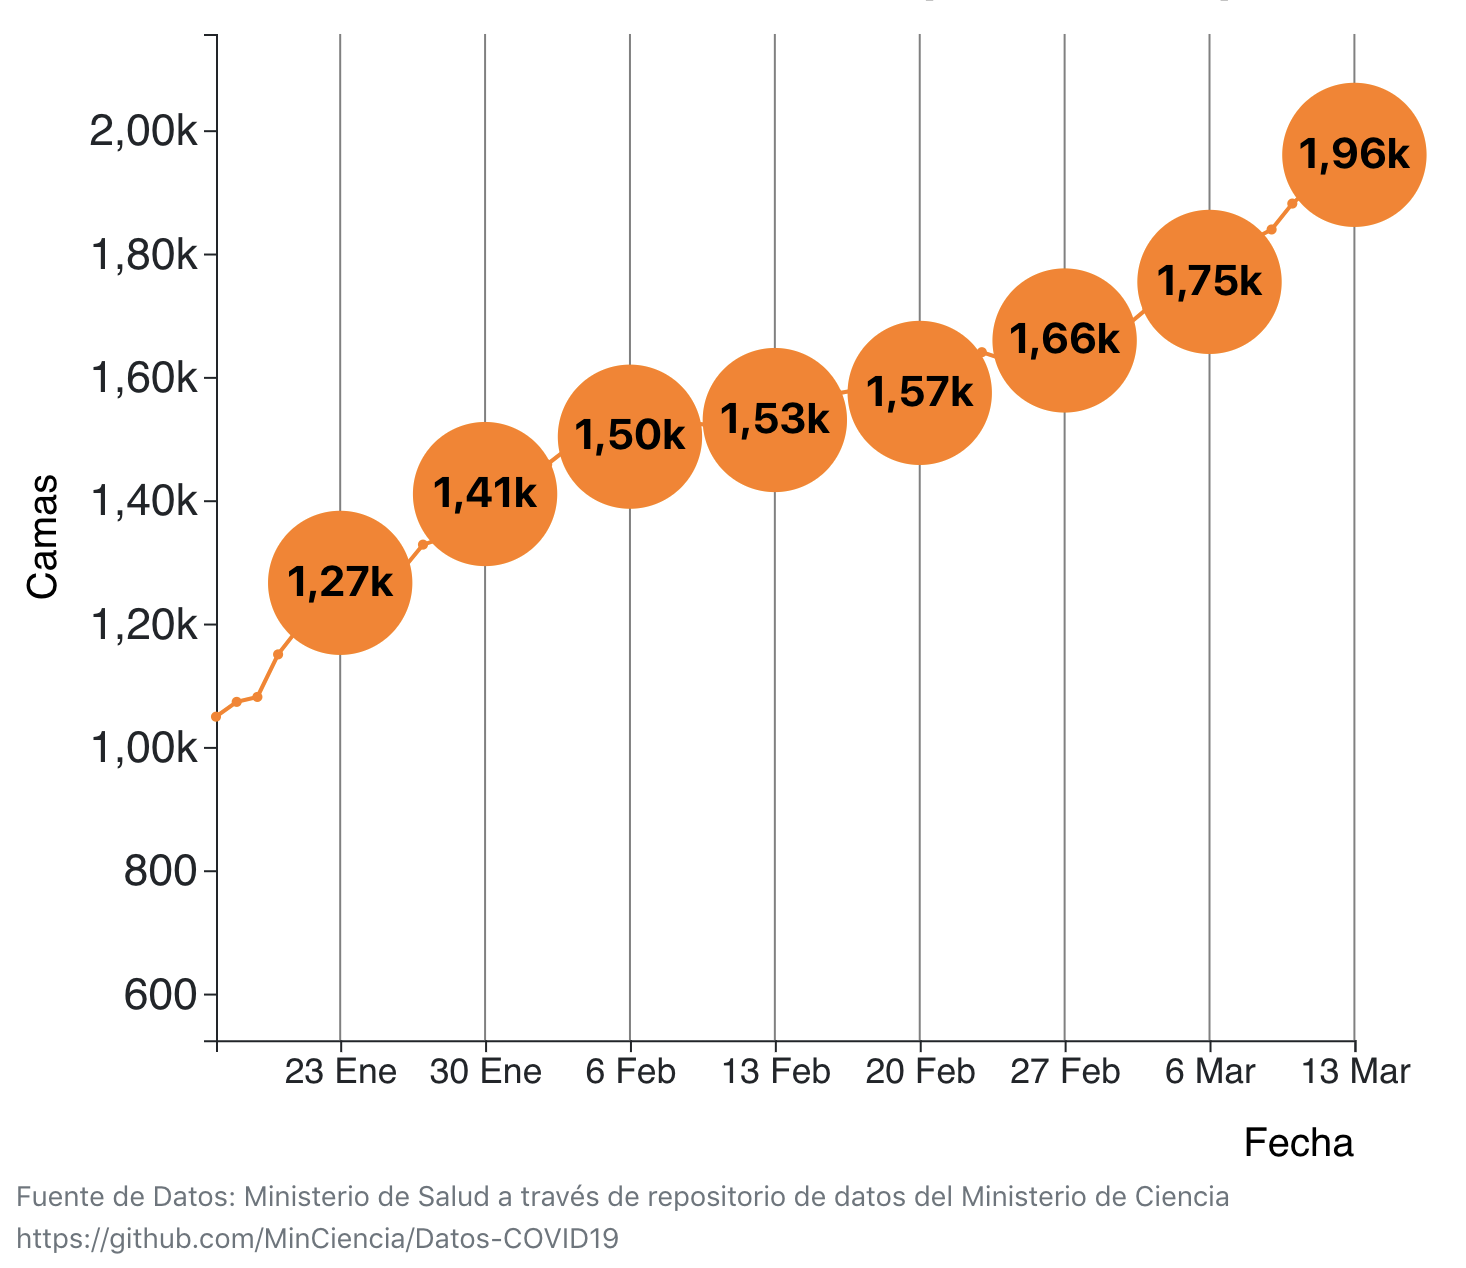 2,00k
1,80k
1,60k
1,40k
1,20k
1,00k
800
600
Camas
1,27k
1,41k
1,50k
1,53k
1,57k
1,66k
1,75k
1,96k
23 Ene
30 Ene
6 Feb
13 Feb
20 Feb
27 Feb
6 Mar
13 Mar
Fecha
Fuente de Datos: Ministerio de Salud a través de repositorio de datos del Ministerio de Ciencia
https://github.com/MinCiencia/Datos-COVID19